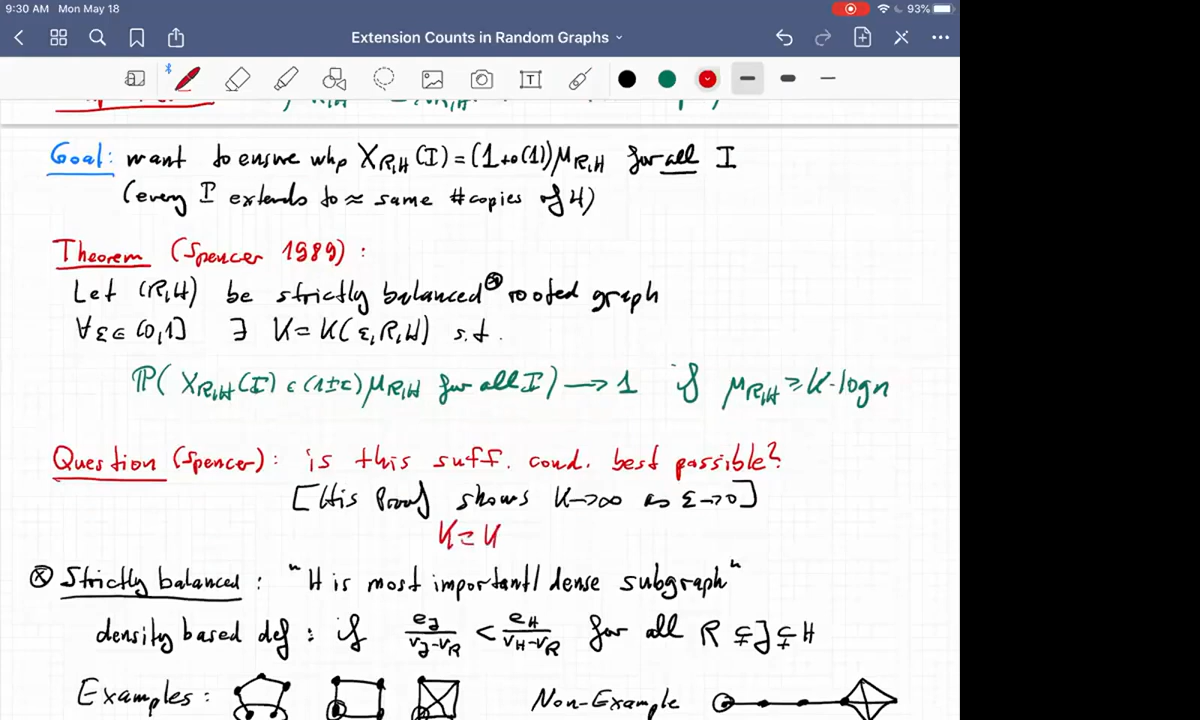 9:30 AM Mon May 18
93%
Extension Counts in Random Graphs
Goal: want to ensure whp X_{R,H}(I) = (1+o(1)) μ_{R,H} for all I
(every I extends to ≈ same #copies of H)
Theorem (Spencer 1989):
Let (R,H) be strictly balanced⊛ rooted graph
∀ε∈(0,1] ∃ K=K(ε,R,H) s.t.
ℙ(X_{R,H}(I) ∈ (1±ε)μ_{R,H} for all I) → 1 if μ_{R,H} ≥ K·log n
Question (Spencer): is this suff. cond. best possible?
[His Proof shows K→∞ as ε→0]
⊗ Strictly balanced: "H is most important/dense subgraph"
density based def: if e_J/(v_J-v_R) < e_H/(v_H-v_R) for all R ⊊ J ⊊ H
Examples: Non-Example